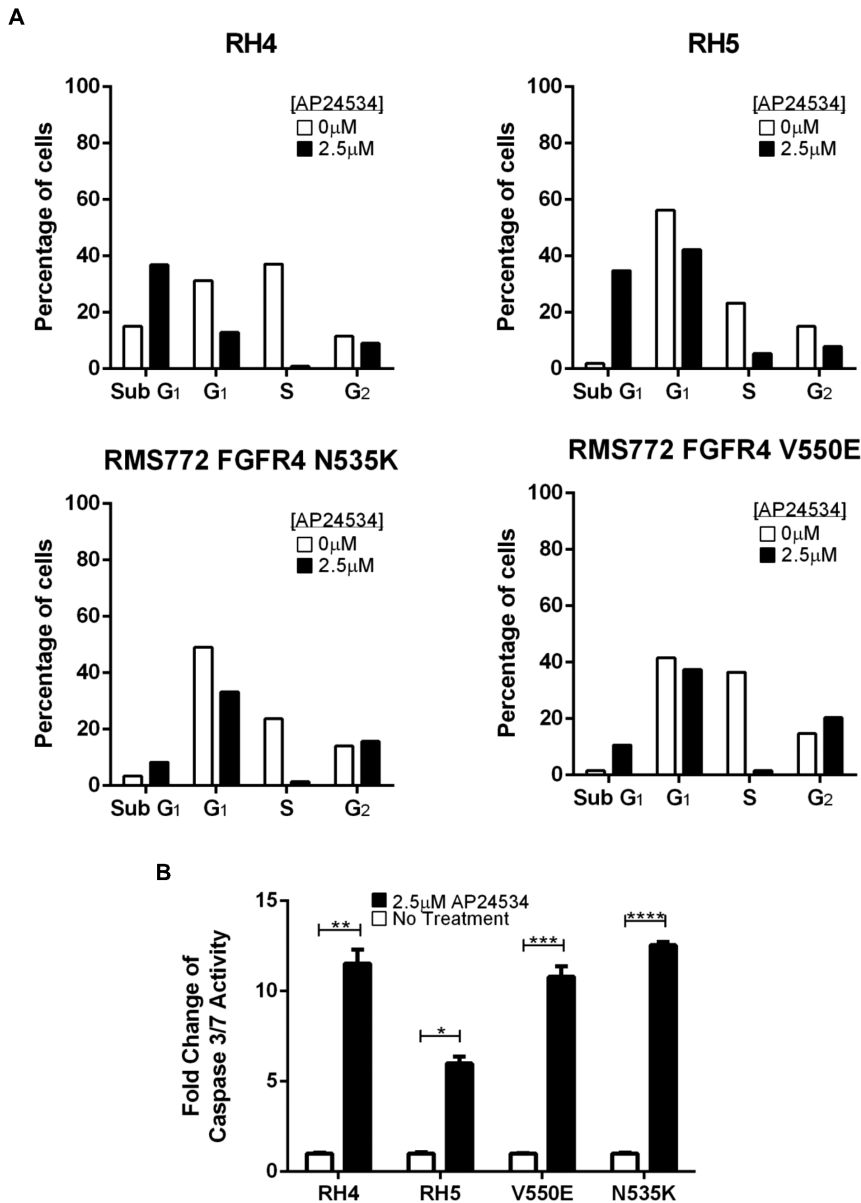 A
RH4
Percentage of cells
100
80
60
40
20
0
[AP24534]
0µM
2.5µM
Sub G1 G1 S G2
RH5
Percentage of cells
100
80
60
40
20
0
[AP24534]
0µM
2.5µM
Sub G1 G1 S G2
RMS772 FGFR4 N535K
Percentage of cells
100
80
60
40
20
0
[AP24534]
0µM
2.5µM
Sub G1 G1 S G2
RMS772 FGFR4 V550E
Percentage of cells
100
80
60
40
20
0
[AP24534]
0µM
2.5µM
Sub G1 G1 S G2
B
Fold Change of
Caspase 3/7 Activity
15
10
5
0
2.5µM AP24534
No Treatment
**
*
***
****
RH4 RH5 V550E N535K